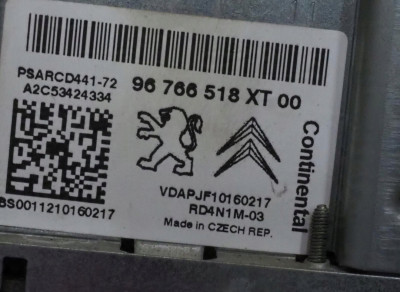 PSARCD441-72
A2C53424334
96 766 518 XT 00
Continental
VDAPJF10160217
RD4N1M-03
Made in CZECH REP.
BS0011210160217